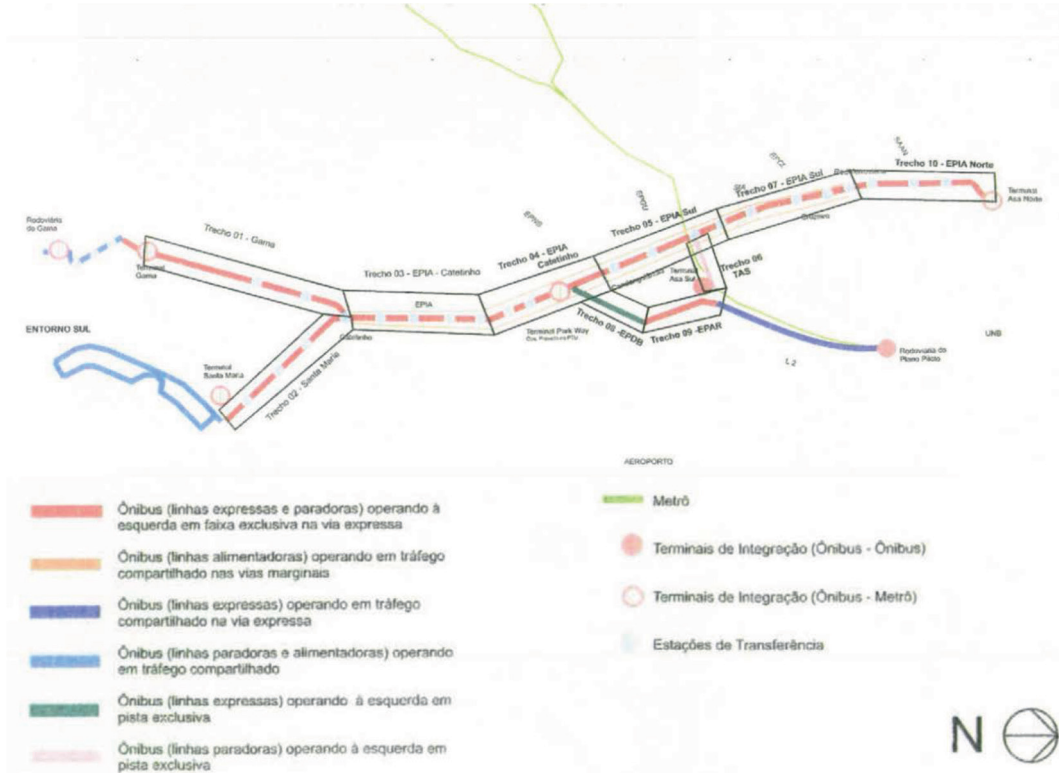 SAAN
EPCL
Trecho 10 - EPIA Norte
Trecho 07 - EPIA Sul
EPGU
Terminal
Asa Norte
Trecho 05 - EPIA Sul
EPNB
Rodoviária
do Gama
Trecho 01 - Gama
Trecho 04 - EPIA
Catetinho
Terminal
Gama
Trecho 03 - EPIA - Catetinho
Trecho 06
TAS
Terminal
Asa Sul
EPIA
ENTORNO SUL
Catetinho
Terminal Park Way
Trecho 08 -EPDB
Trecho 09 -EPAR
UNB
Rodoviária do
Plano Piloto
L 2
Terminal
Santa Maria
Trecho 02 - Santa Maria
AEROPORTO
Ônibus (linhas expressas e paradoras) operando à
esquerda em faixa exclusiva na via expressa
Ônibus (linhas alimentadoras) operando em tráfego
compartilhado nas vias marginais
Ônibus (linhas expressas) operando em tráfego
compartilhado na via expressa
Ônibus (linhas paradoras e alimentadoras) operando
em tráfego compartilhado
Ônibus (linhas expressas) operando à esquerda em
pista exclusiva
Ônibus (linhas paradoras) operando à esquerda em
pista exclusiva
Metrô
Terminais de Integração (Ônibus - Ônibus)
Terminais de Integração (Ônibus - Metrô)
Estações de Transferência
N